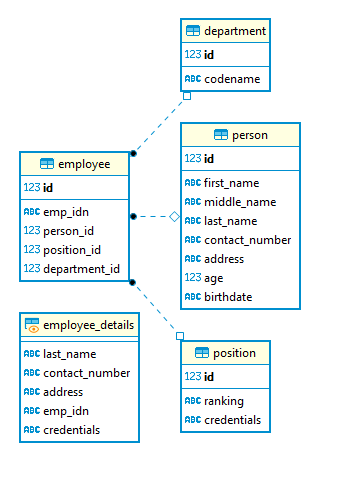 department
123 id
ABC codename
person
123 id
ABC first_name
ABC middle_name
ABC last_name
ABC contact_number
ABC address
123 age
ABC birthdate
employee
123 id
ABC emp_idn
123 person_id
123 position_id
123 department_id
employee_details
ABC last_name
ABC contact_number
ABC address
ABC emp_idn
ABC credentials
position
123 id
ABC ranking
ABC credentials